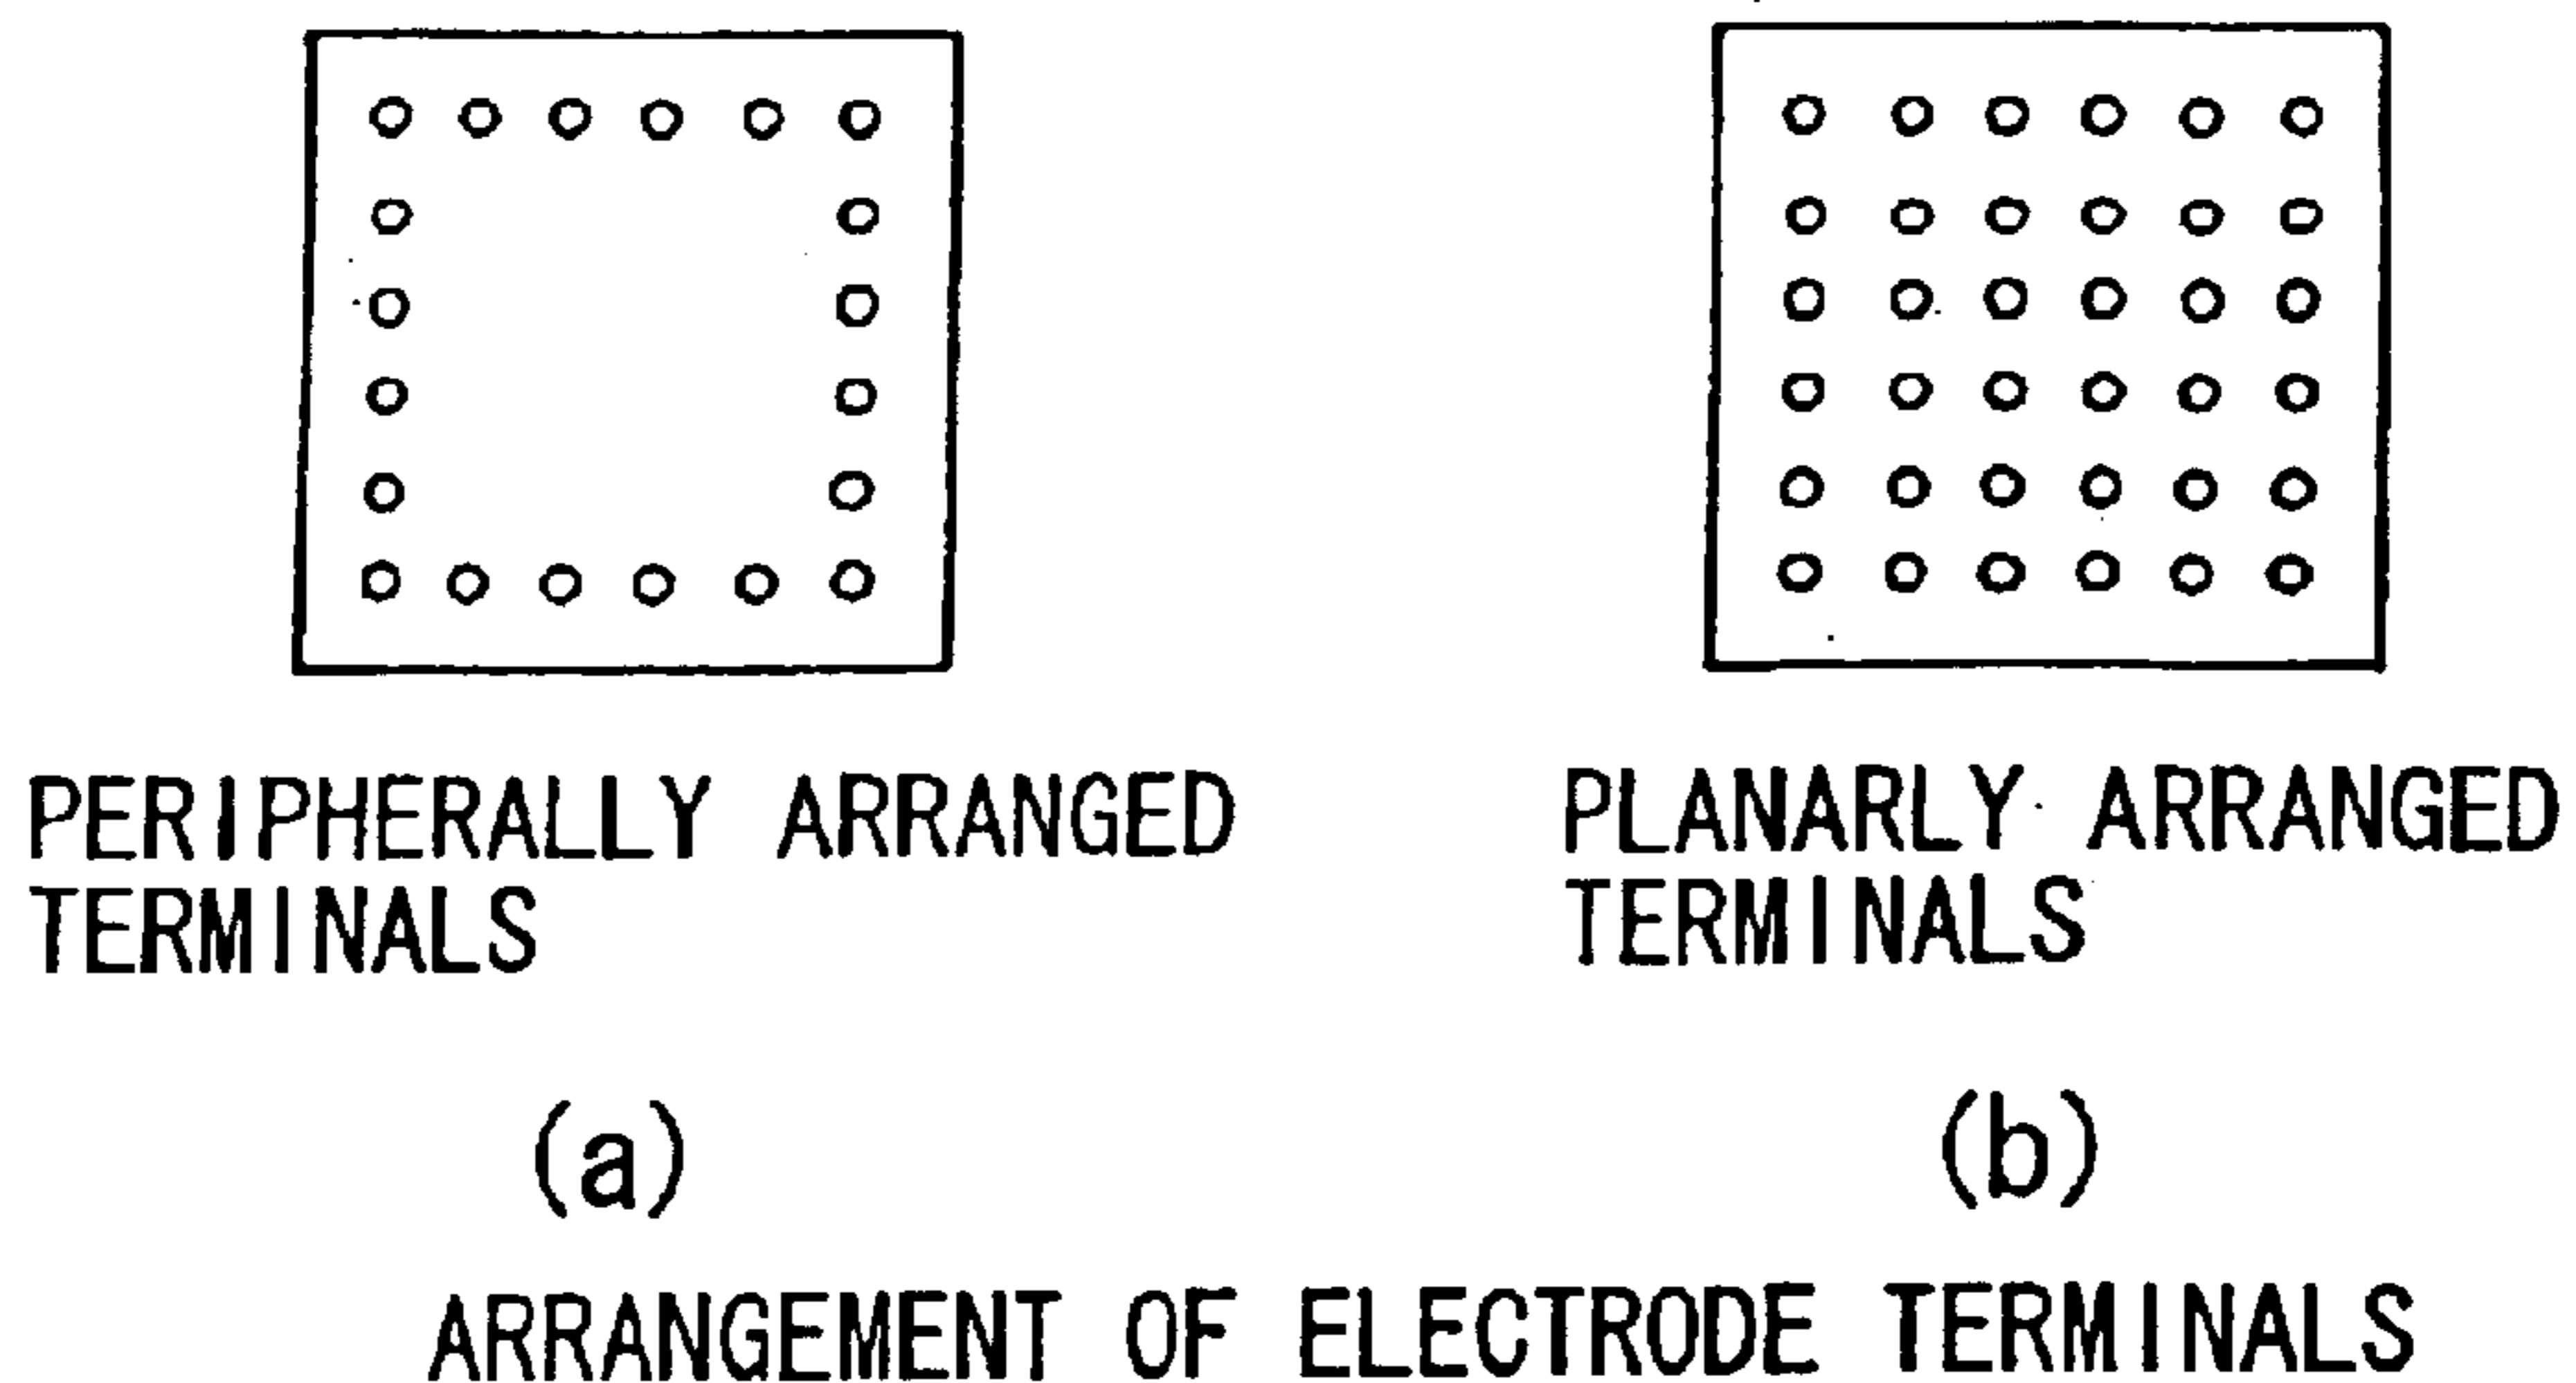 PERIPHERALLY ARRANGED
TERMINALS
PLANARLY ARRANGED
TERMINALS
(a)
(b)
ARRANGEMENT OF ELECTRODE TERMINALS